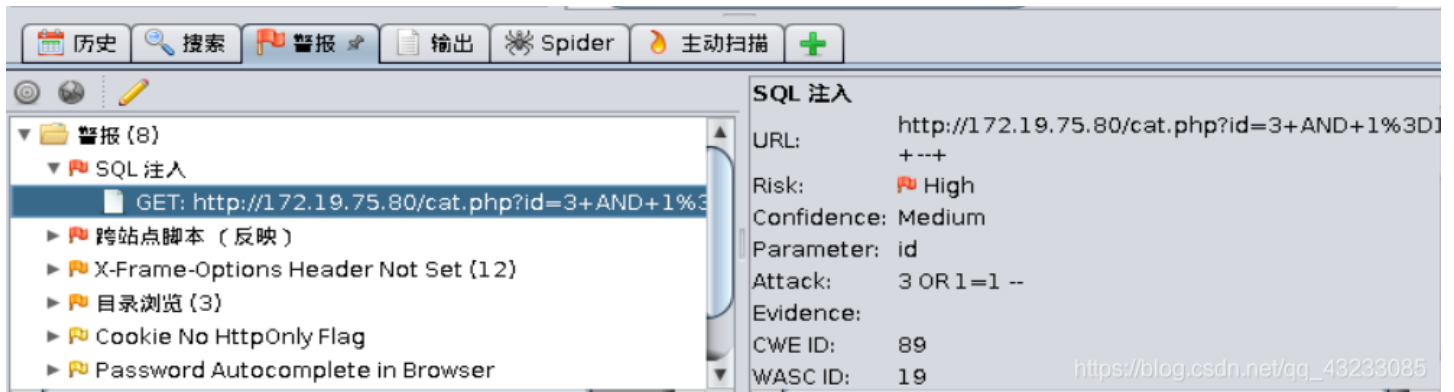 历史 搜索 警报 输出 Spider 主动扫描
警报 (8)
SQL 注入
GET: http://172.19.75.80/cat.php?id=3+AND+1%3
跨站点脚本 （反映）
X-Frame-Options Header Not Set (12)
目录浏览 (3)
Cookie No HttpOnly Flag
Password Autocomplete in Browser
SQL 注入
URL: http://172.19.75.80/cat.php?id=3+AND+1%3D1
+--+
Risk: High
Confidence: Medium
Parameter: id
Attack: 3 OR 1=1 --
Evidence:
CWE ID: 89
WASC ID: 19
https://blog.csdn.net/qq_43233085